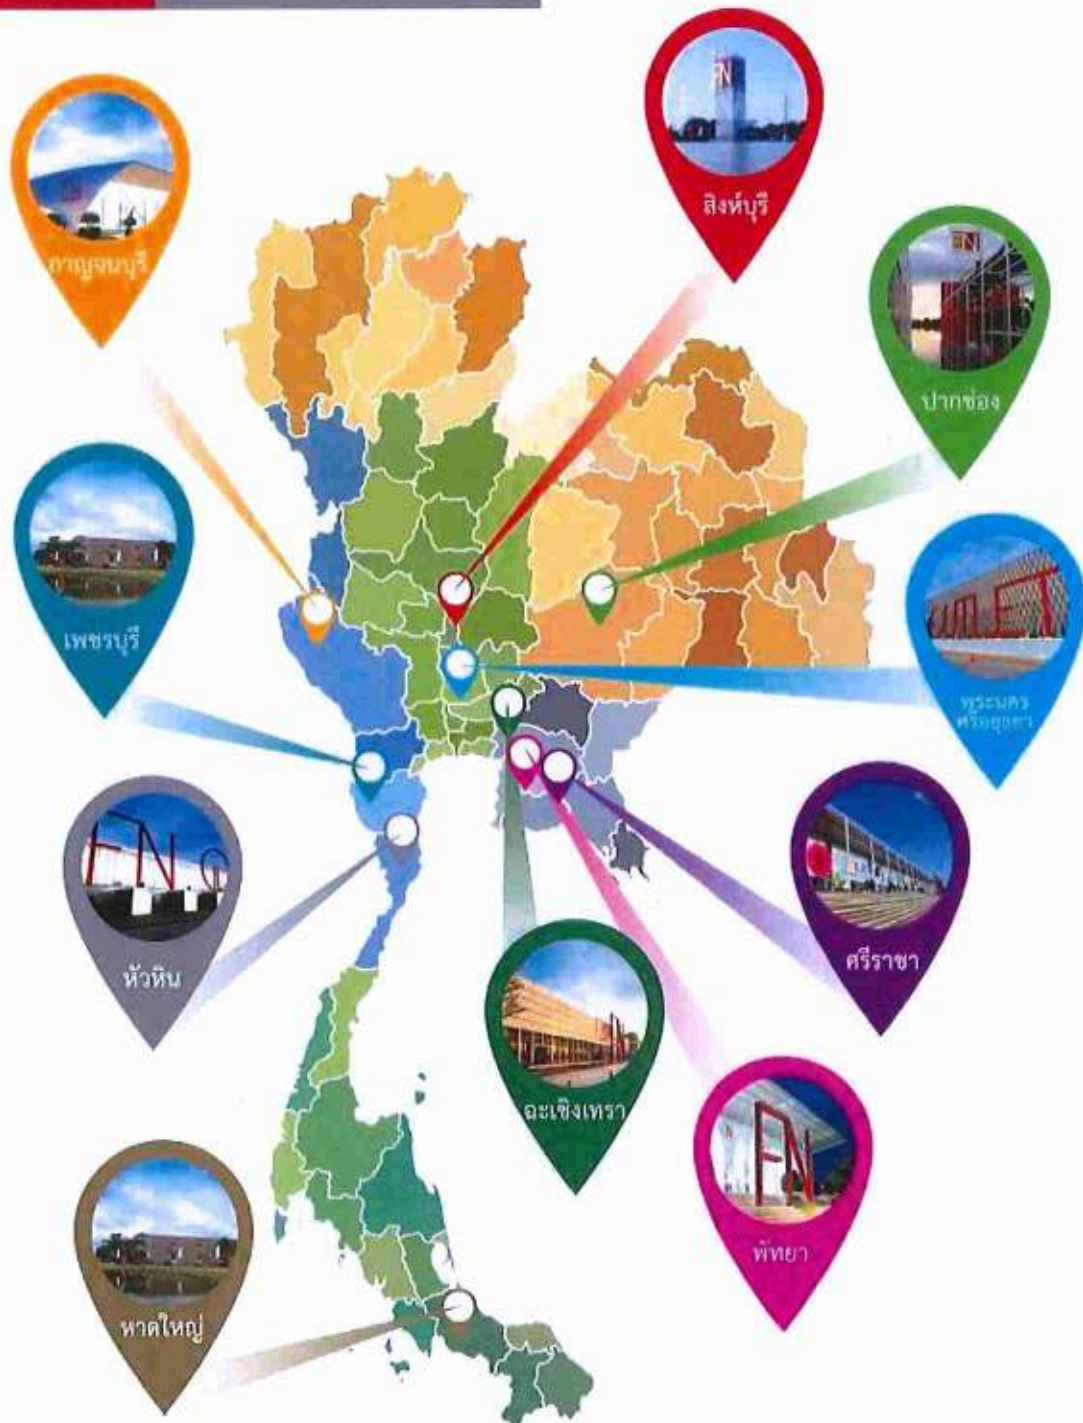 สิงห์บุรี
กาญจนบุรี
ปากช่อง
เพชรบุรี
พระนคร
ศรีอยุธยา
OUTLET
FN
หัวหิน
ศรีราชา
ฉะเชิงเทรา
FN
พัทยา
หาดใหญ่